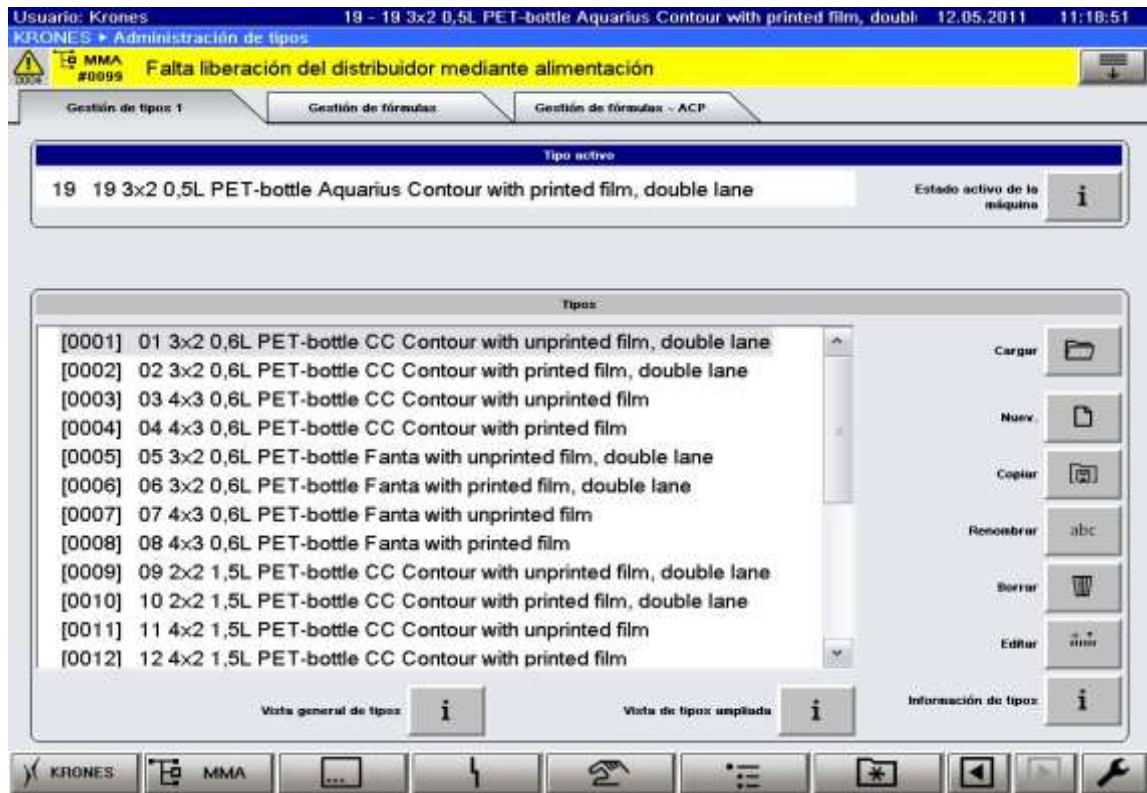 Usuario: Krones 19 - 19 3x2 0,5L PET-bottle Aquarius Contour with printed film, doubl 12.05.2011 11:18:51
KRONES ▸ Administración de tipos
MMA
#0099
Falta liberación del distribuidor mediante alimentación
Gestión de tipos 1 Gestión de fórmulas Gestión de fórmulas - ACP
Tipo activo
19 19 3x2 0,5L PET-bottle Aquarius Contour with printed film, double lane
Estado activo de la
máquina
Tipos
[0001] 01 3x2 0,6L PET-bottle CC Contour with unprinted film, double lane
[0002] 02 3x2 0,6L PET-bottle CC Contour with printed film, double lane
[0003] 03 4x3 0,6L PET-bottle CC Contour with unprinted film
[0004] 04 4x3 0,6L PET-bottle CC Contour with printed film
[0005] 05 3x2 0,6L PET-bottle Fanta with unprinted film, double lane
[0006] 06 3x2 0,6L PET-bottle Fanta with printed film, double lane
[0007] 07 4x3 0,6L PET-bottle Fanta with unprinted film
[0008] 08 4x3 0,6L PET-bottle Fanta with printed film
[0009] 09 2x2 1,5L PET-bottle CC Contour with unprinted film, double lane
[0010] 10 2x2 1,5L PET-bottle CC Contour with printed film, double lane
[0011] 11 4x2 1,5L PET-bottle CC Contour with unprinted film
[0012] 12 4x2 1,5L PET-bottle CC Contour with printed film
Cargar
Nuev.
Copiar
Renombrar abc
Borrar
Editar
Información de tipos i
Vista general de tipos i Vista de tipos ampliada i
KRONES MMA